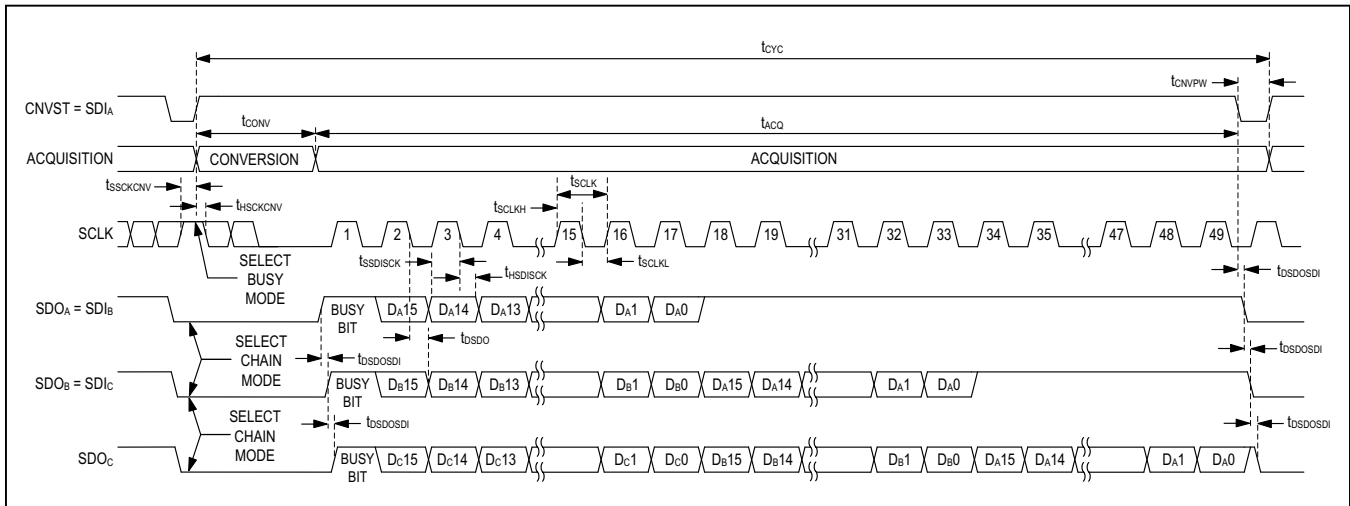 tCYC
tCNVPW
CNVST = SDIA
tCONV
tACQ
ACQUISITION
CONVERSION
ACQUISITION
tSSCKCNV
tHSCKCNV
tSCLK
tSCLKH
SCLK
1 2 3 4 15 16 17 18 19 31 32 33 34 35 47 48 49
SELECT
BUSY
MODE
tSSDISCK
tHSDISCK
tSCLKL
tDSDOSDI
SDOA = SDIB
BUSY
BIT
DA15 DA14 DA13 DA1 DA0
SELECT
CHAIN
MODE
tDSDO
tDSDOSDI
tDSDOSDI
SDOB = SDIC
BUSY
BIT
DB15 DB14 DB13 DB1 DB0 DA15 DA14 DA1 DA0
SELECT
CHAIN
MODE
tDSDOSDI
tDSDOSDI
SDOC
BUSY
BIT
DC15 DC14 DC13 DC1 DC0 DB15 DB14 DB1 DB0 DA15 DA14 DA1 DA0